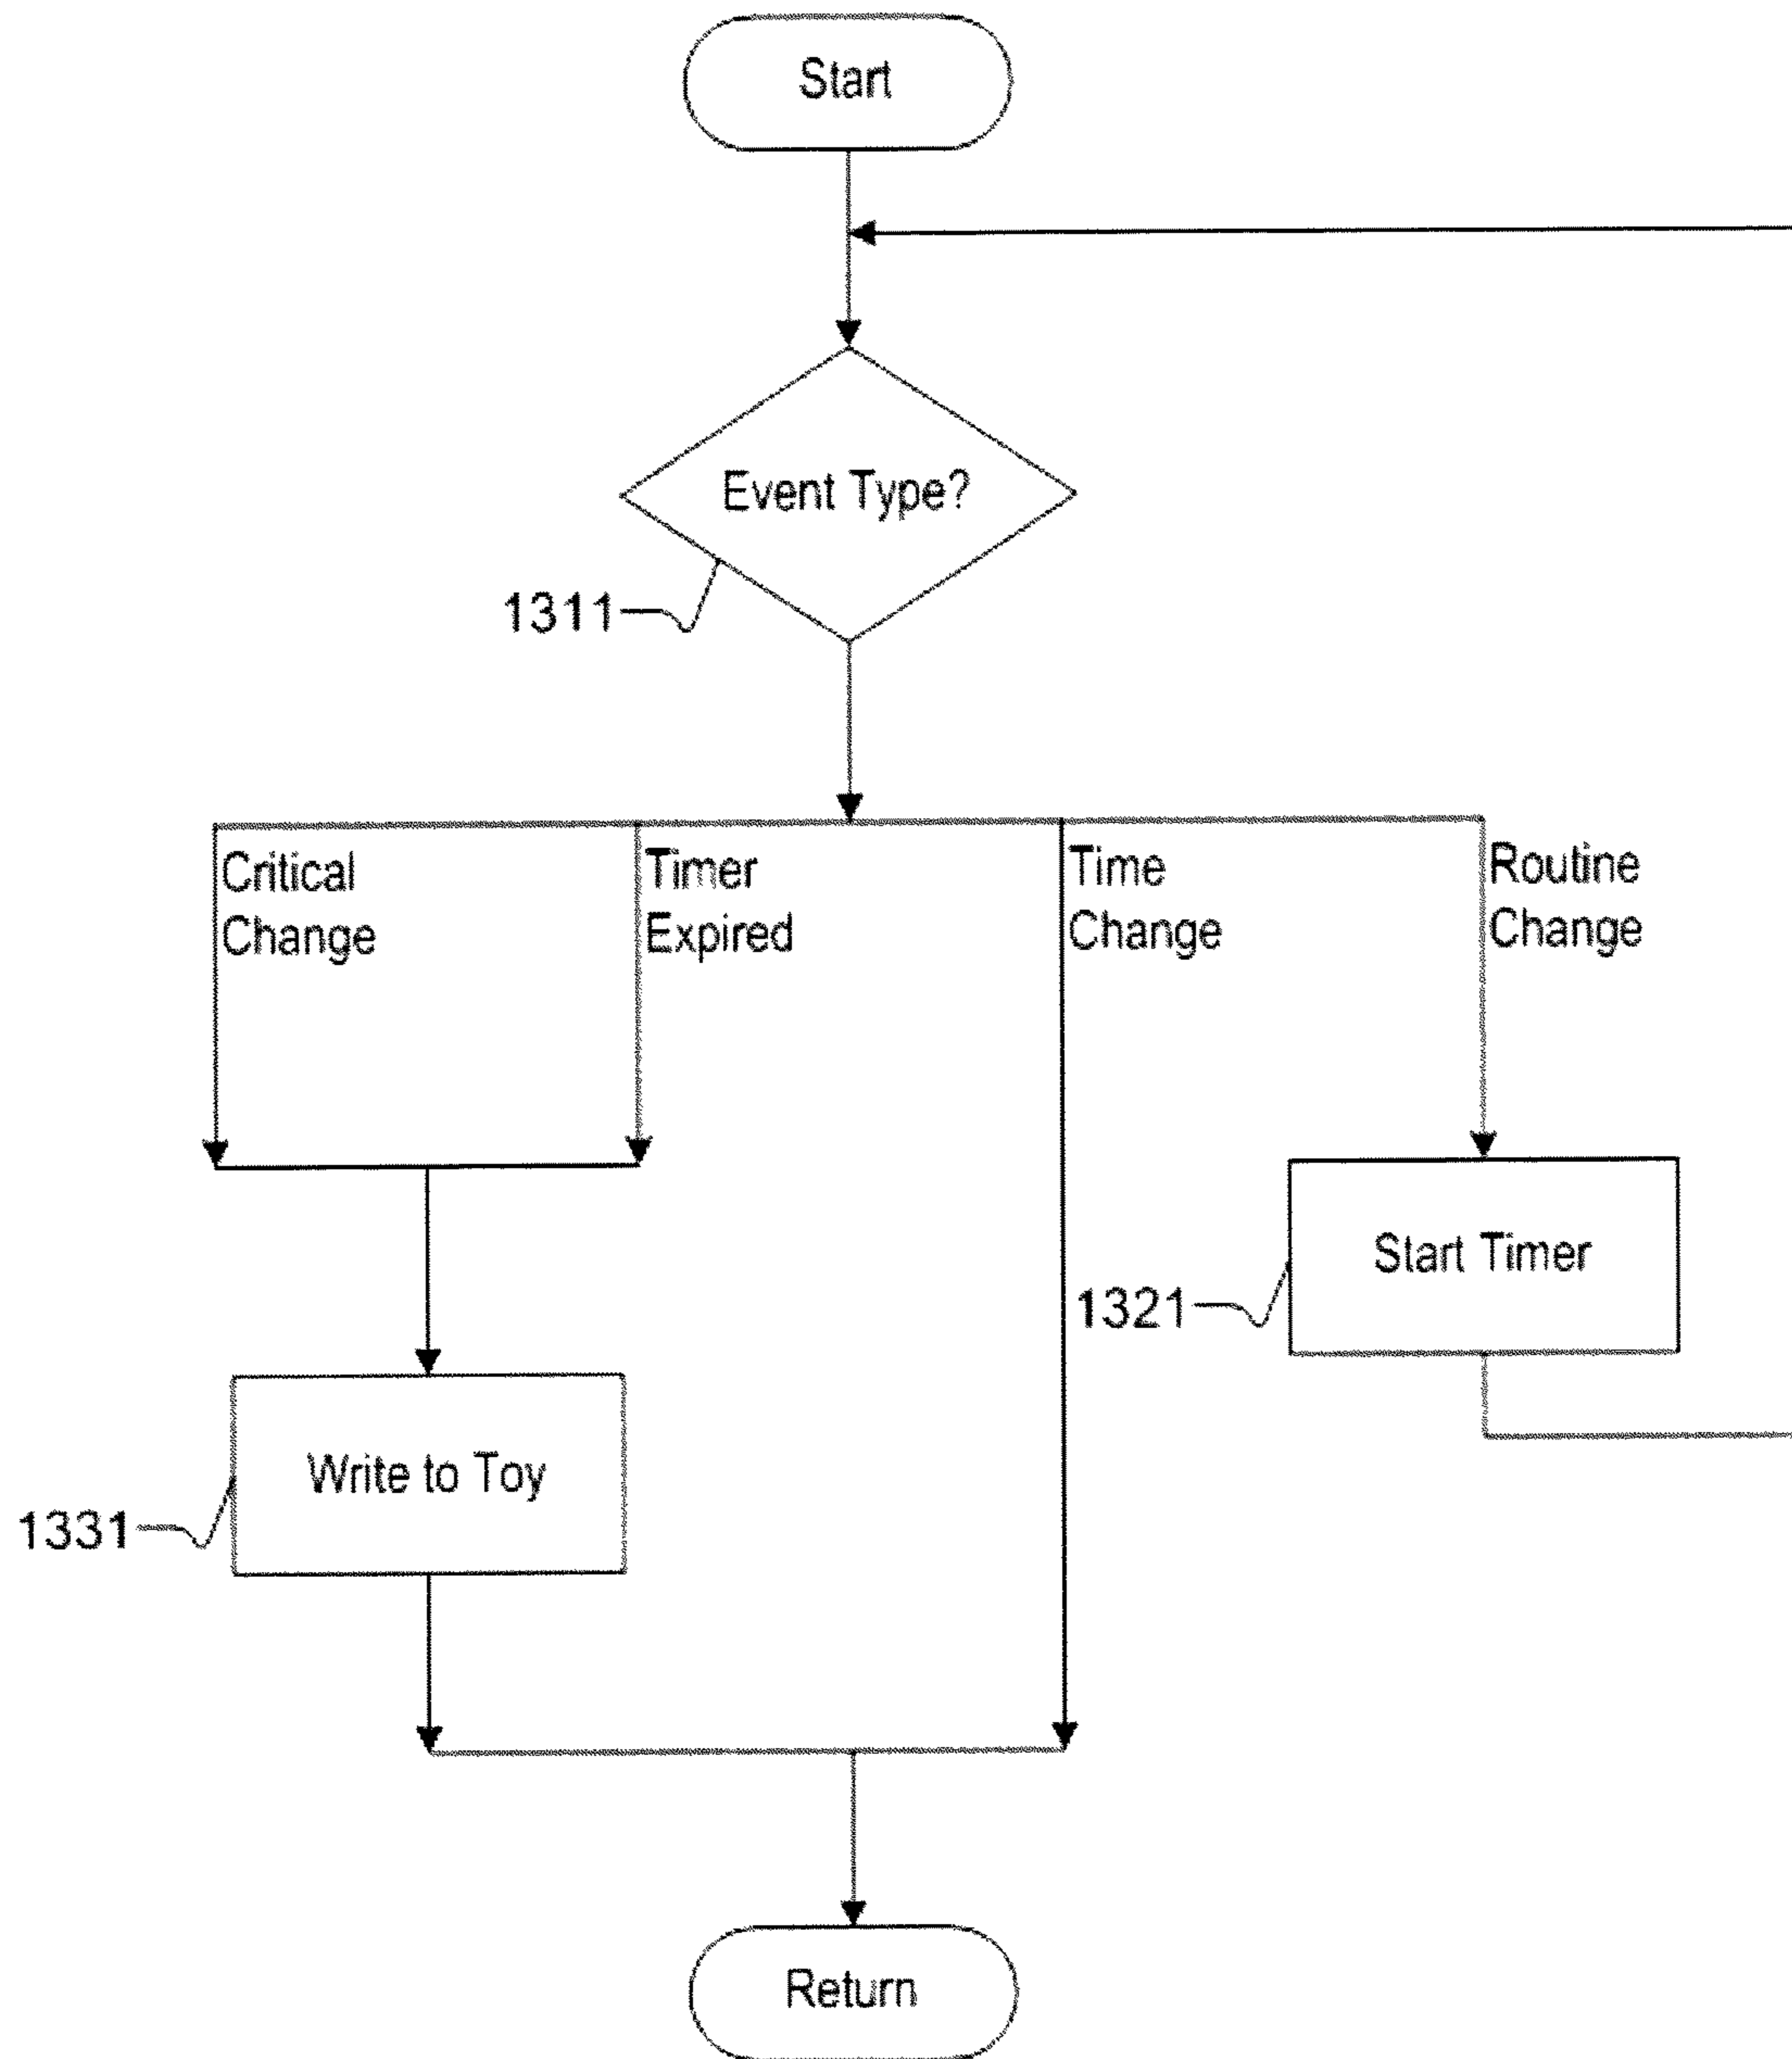 Start
Event Type?
1311
Critical
Change
Timer
Expired
Time
Change
Routine
Change
Start Timer
1321
Write to Toy
1331
Return